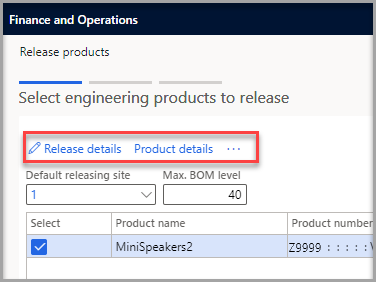 Finance and Operations
Release products
Select engineering products to release
Release details Product details ...
Default releasing site Max. BOM level
1 40
Select Product name Product number
MiniSpeakers2 Z9999 : : : : : V